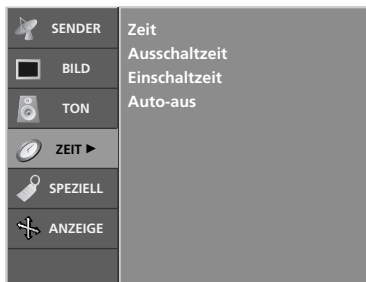 SENDER
BILD
TON
ZEIT ►
SPEZIELL
ANZEIGE
Zeit
Ausschaltzeit
Einschaltzeit
Auto-aus